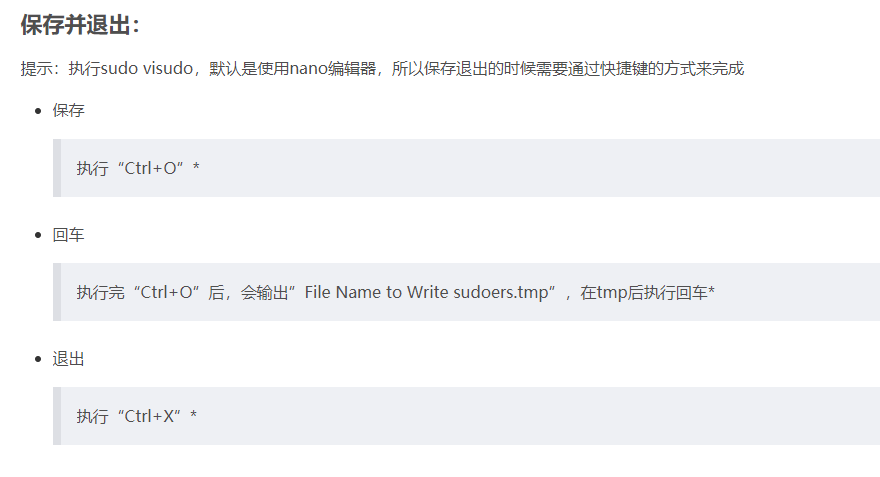 保存并退出：
提示：执行sudo visudo，默认是使用nano编辑器，所以保存退出的时候需要通过快捷键的方式来完成
保存
执行“Ctrl+O”*
回车
执行完“Ctrl+O”后，会输出”File Name to Write sudoers.tmp”，在tmp后执行回车*
退出
执行“Ctrl+X”*